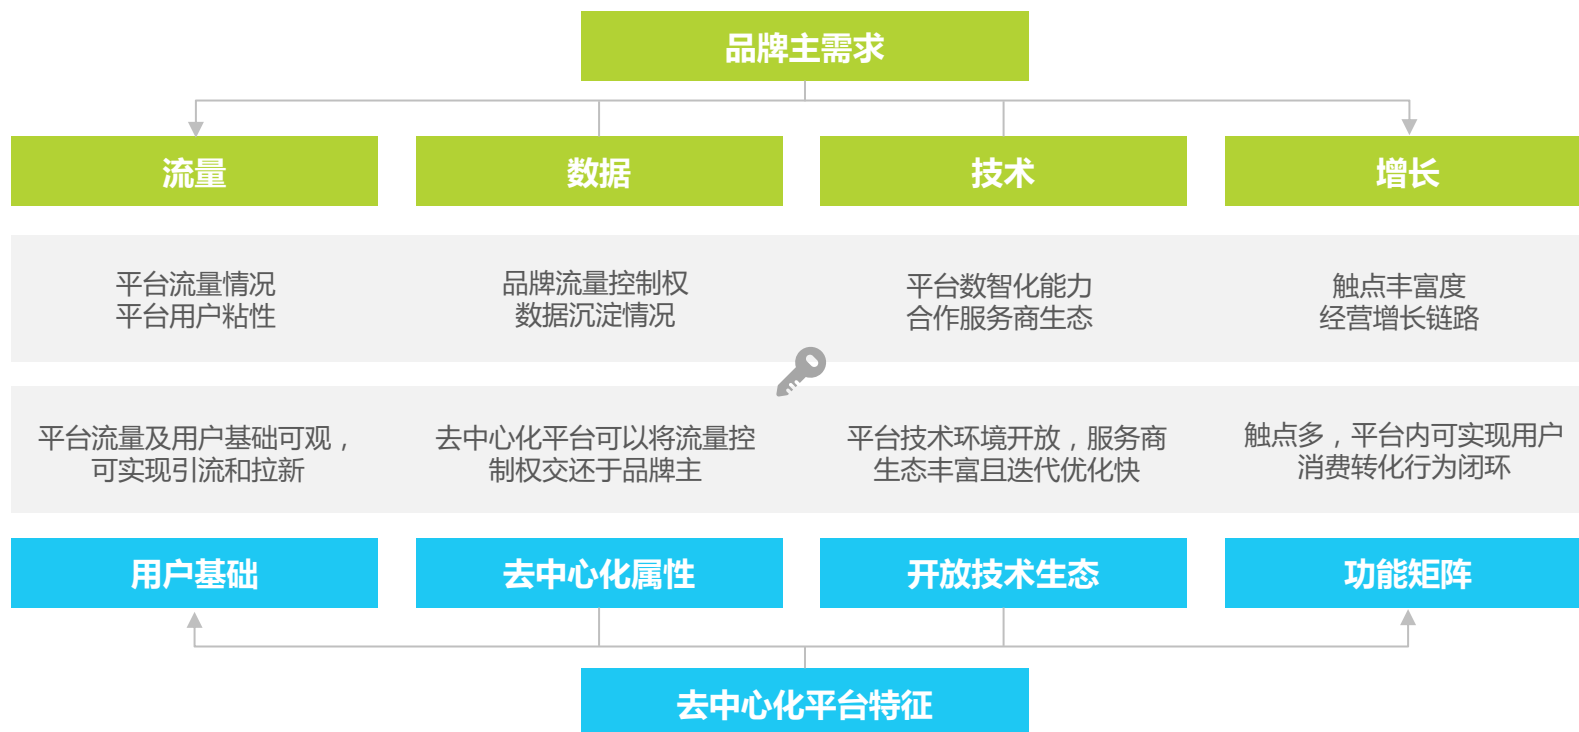 品牌主需求
流量
数据
技术
增长
平台流量情况
平台用户粘性
品牌流量控制权
数据沉淀情况
平台数智化能力
合作服务商生态
触点丰富度
经营增长链路
平台流量及用户基础可观，
可实现引流和拉新
去中心化平台可以将流量控
制权交还于品牌主
平台技术环境开放，服务商
生态丰富且迭代优化快
触点多，平台内可实现用户
消费转化行为闭环
用户基础
去中心化属性
开放技术生态
功能矩阵
去中心化平台特征